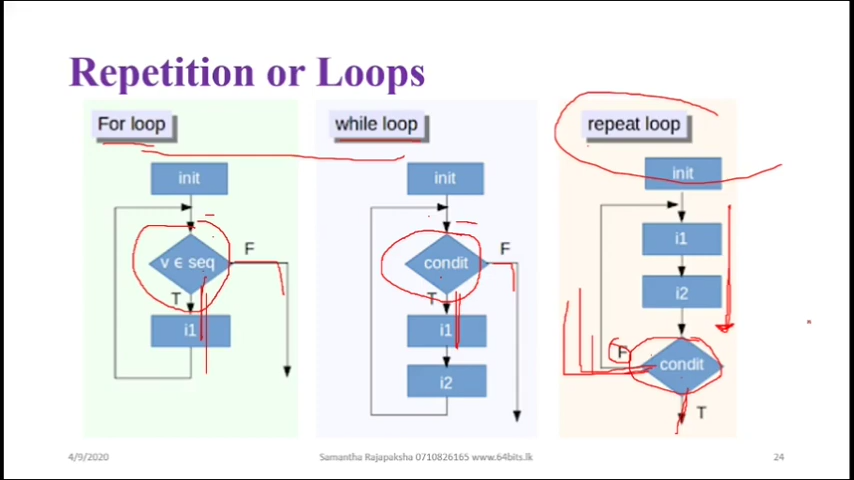 Repetition or Loops
For loop
init
v ϵ seq
F
T
i1
while loop
init
condit
F
T
i1
i2
repeat loop
init
i1
i2
F
condit
T
4/9/2020
Samantha Rajapaksha 0710826165 www.64bits.lk
24